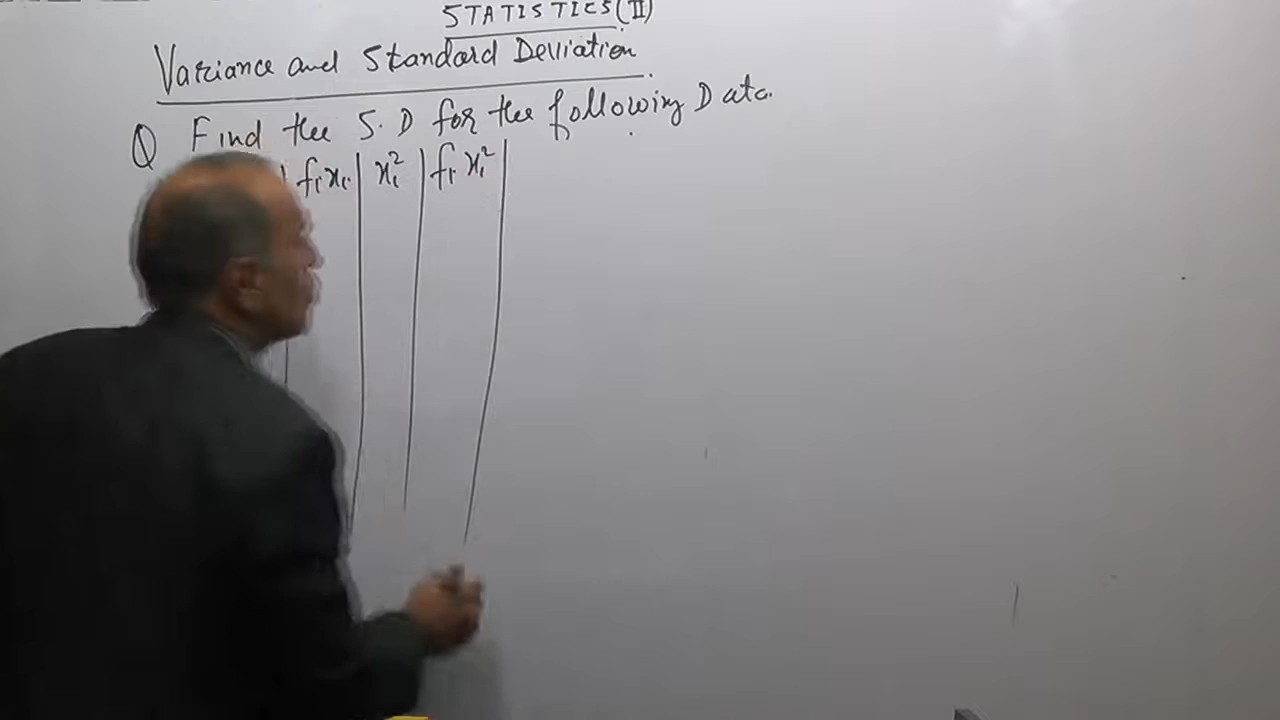 STATISTICS(II)
Variance and Standard Deviation
Q Find the S.D for the following Data.
fᵢxᵢ | xᵢ² | fᵢ xᵢ²